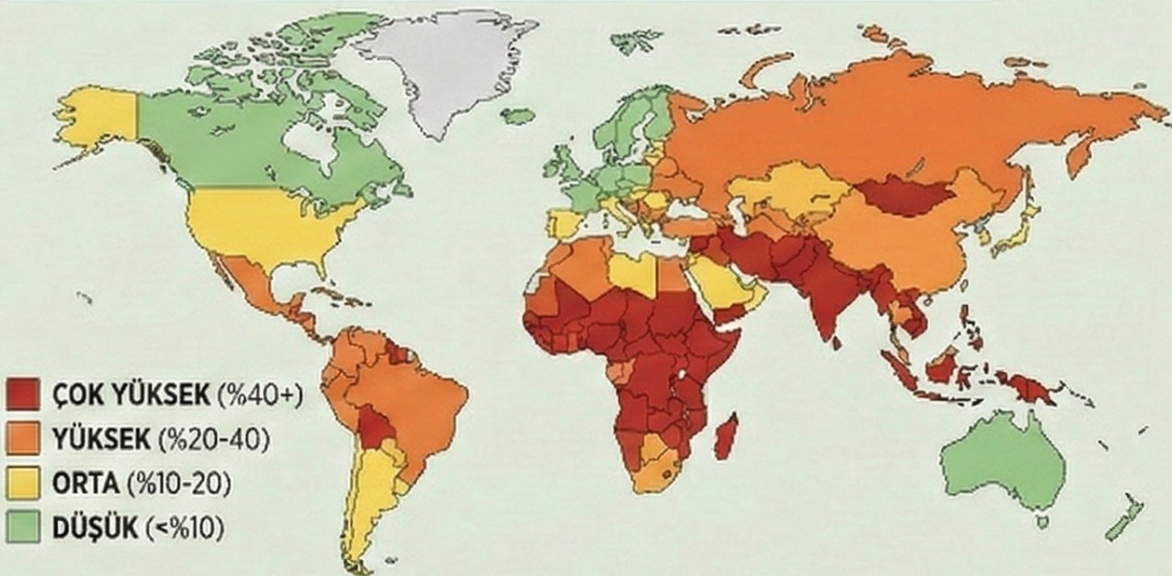 ÇOK YÜKSEK (%40+)
YÜKSEK (%20-40)
ORTA (%10-20)
DÜŞÜK (<%10)